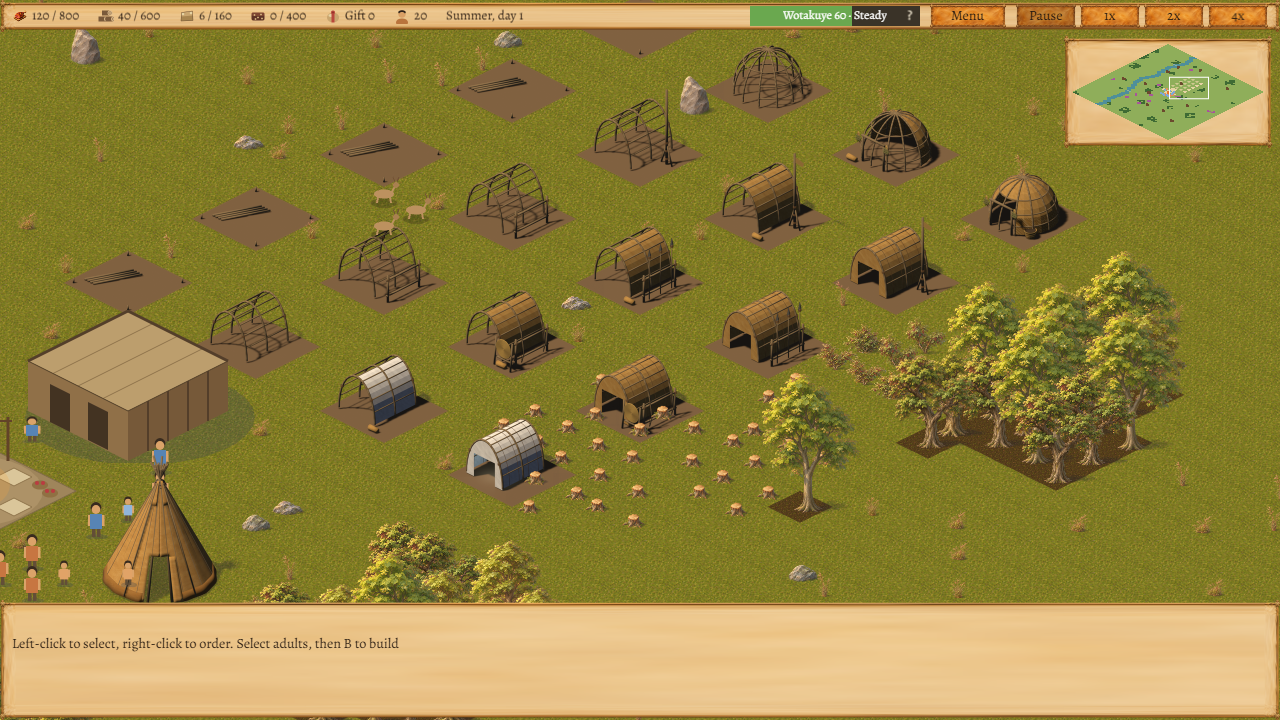 120 / 800 40 / 600 6 / 160 0 / 400 Gift 0 20 Summer, day 1 Wotakuye 60 - Steady ? Menu Pause 1x 2x 4x
Left-click to select, right-click to order. Select adults, then B to build